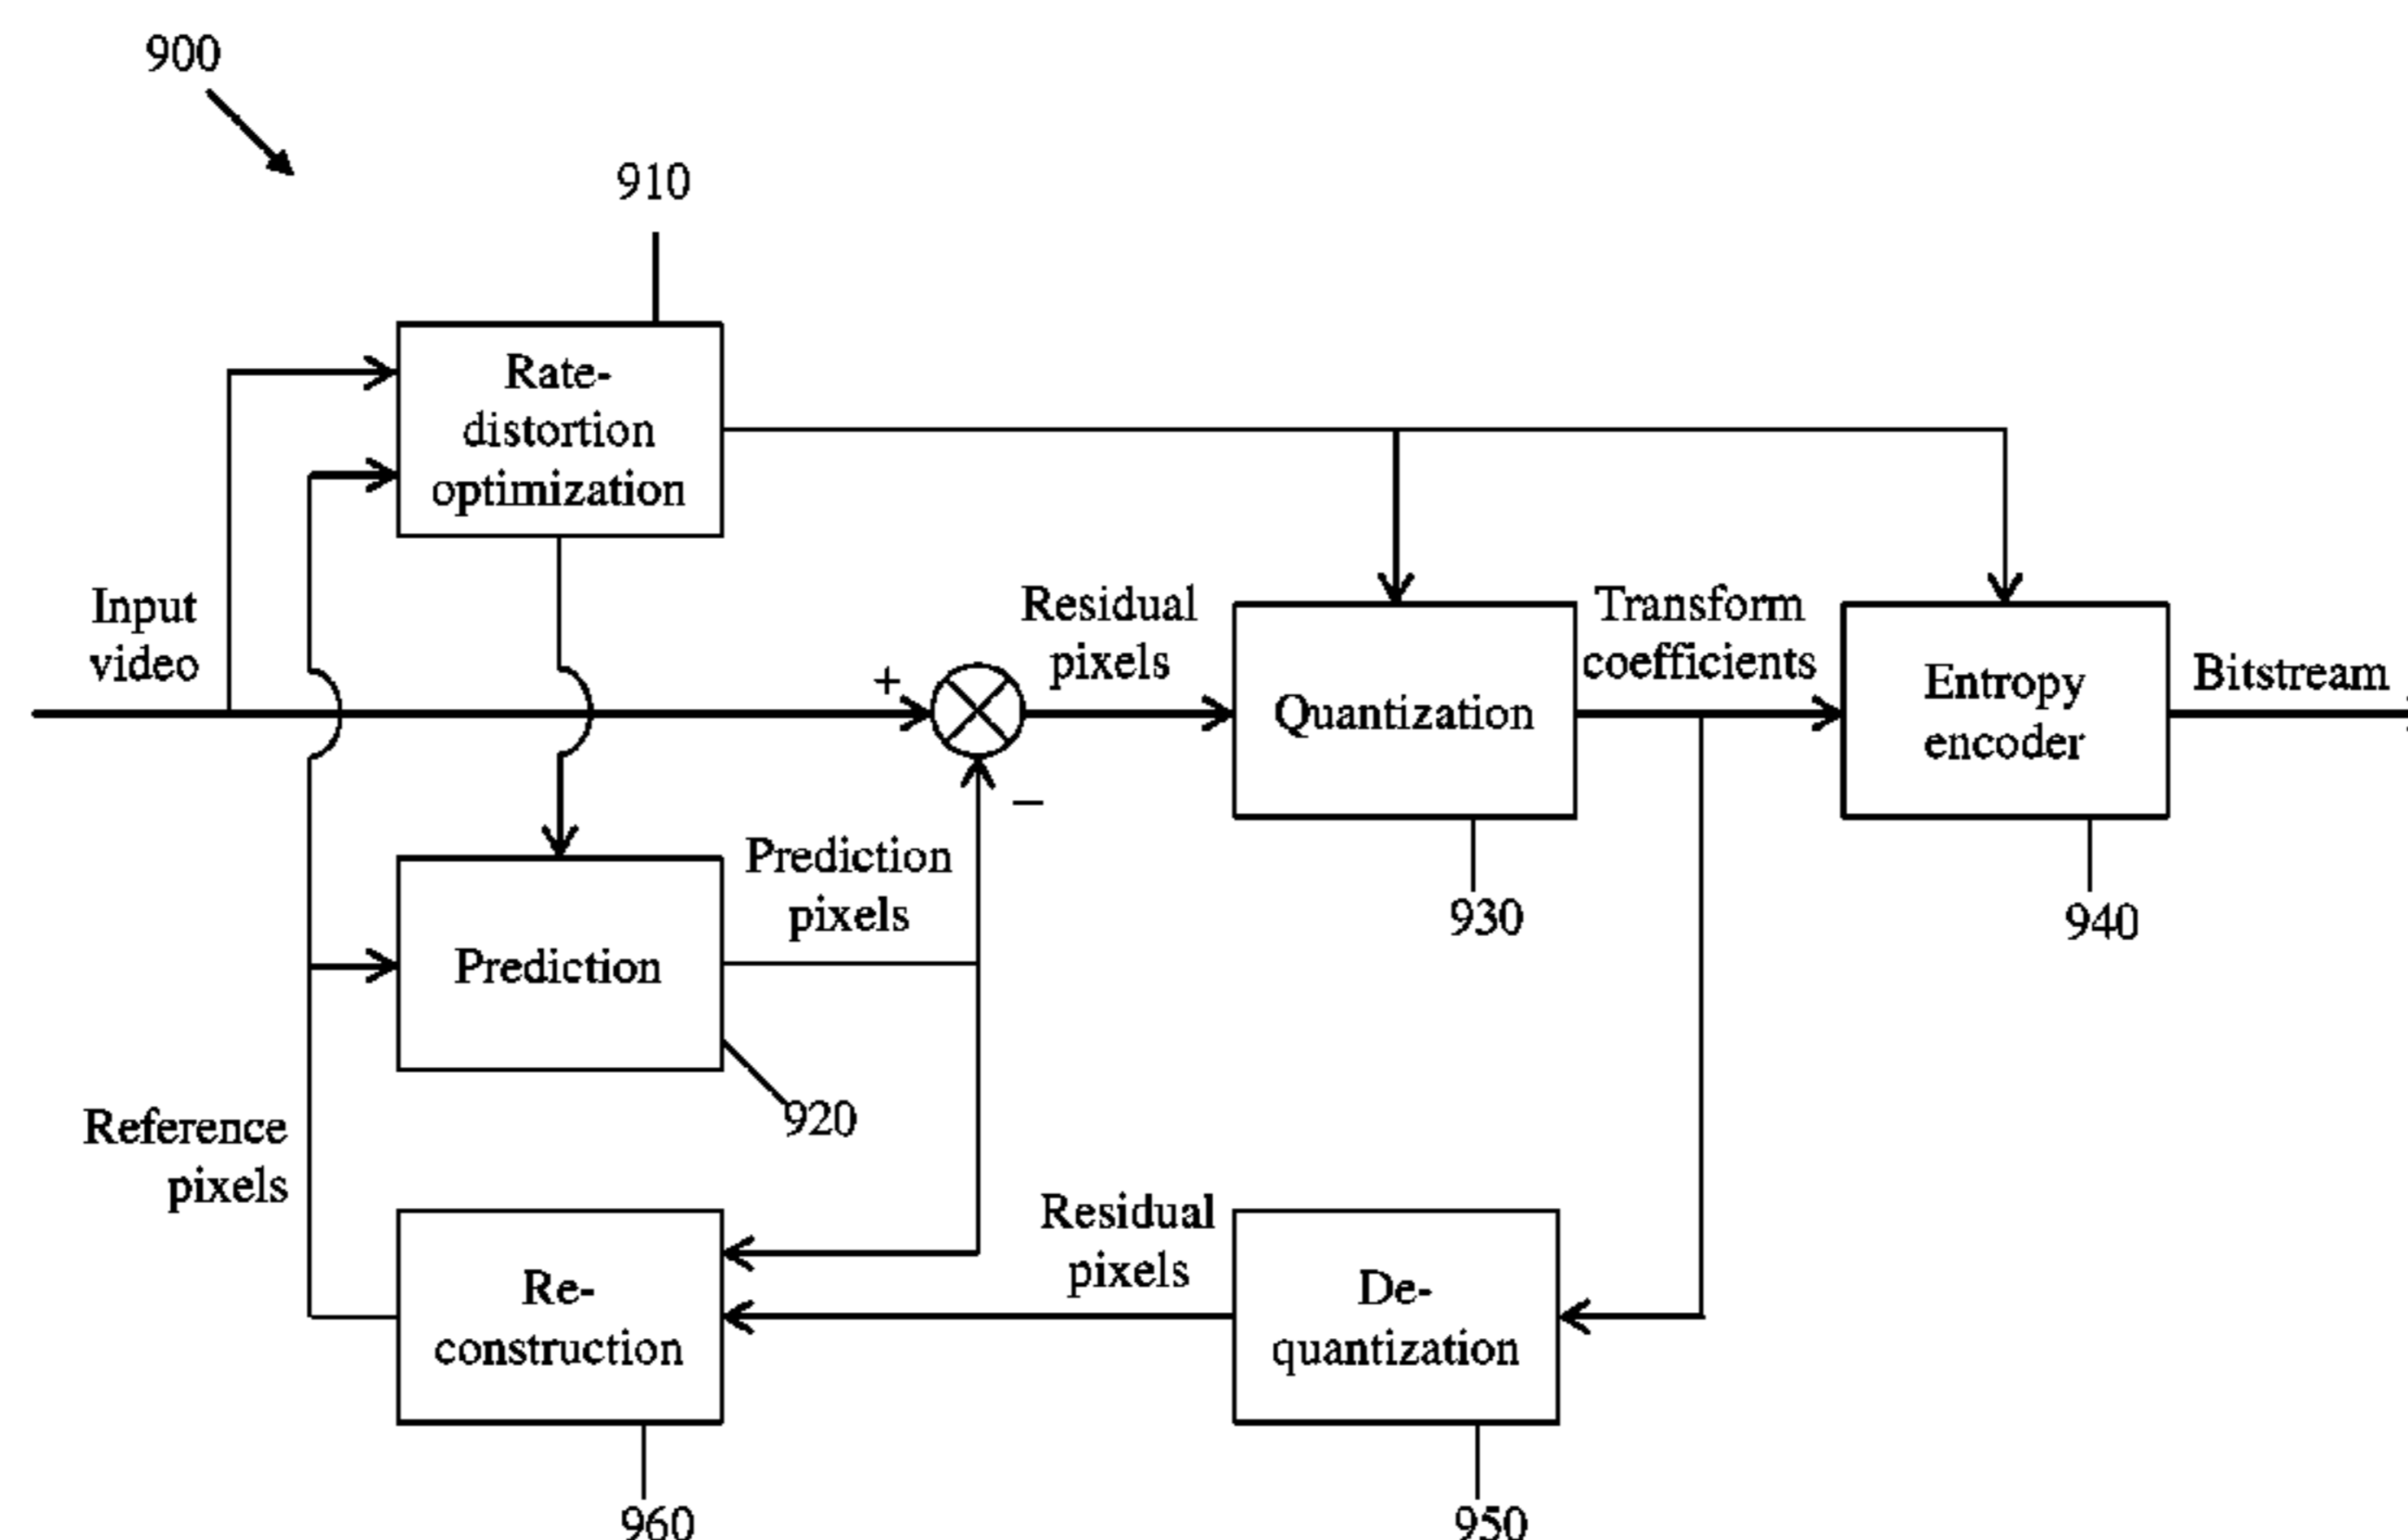 900
910
Rate-
distortion
optimization
Input
video
+
Residual
pixels
Quantization
Transform
coefficients
Entropy
encoder
Bitstream
–
Prediction
pixels
930
940
Prediction
920
Reference
pixels
Residual
pixels
Re-
construction
De-
quantization
960
950